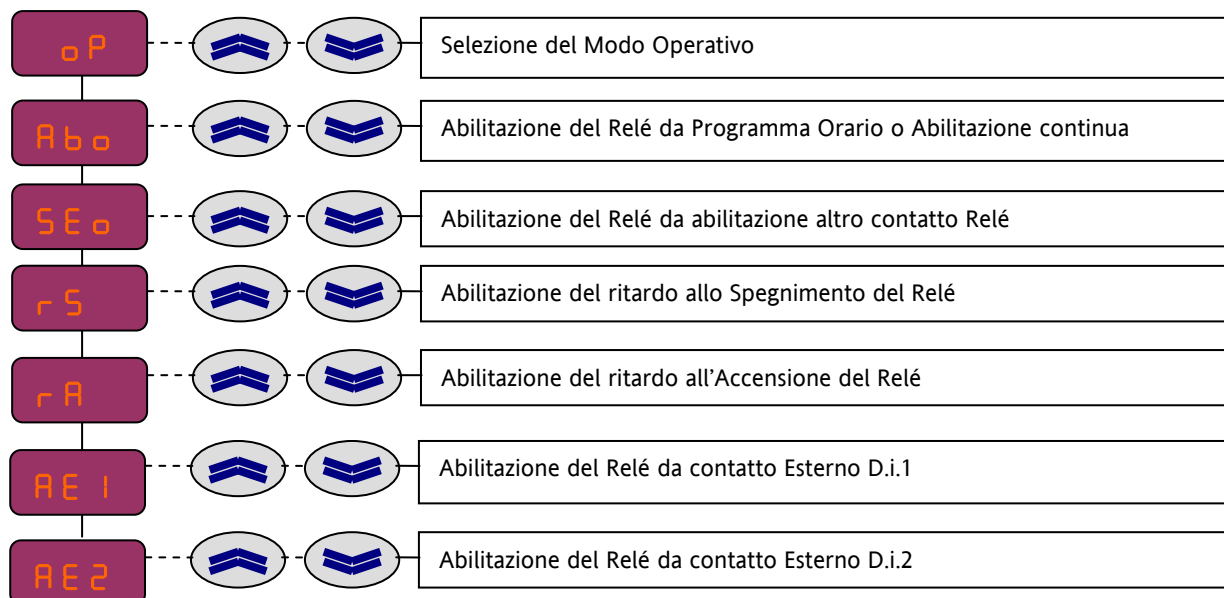 oP
Selezione del Modo Operativo
Abo
Abilitazione del Relé da Programma Orario o Abilitazione continua
SEo
Abilitazione del Relé da abilitazione altro contatto Relé
rS
Abilitazione del ritardo allo Spegnimento del Relé
rA
Abilitazione del ritardo all'Accensione del Relé
AE1
Abilitazione del Relé da contatto Esterno D.i.1
AE2
Abilitazione del Relé da contatto Esterno D.i.2